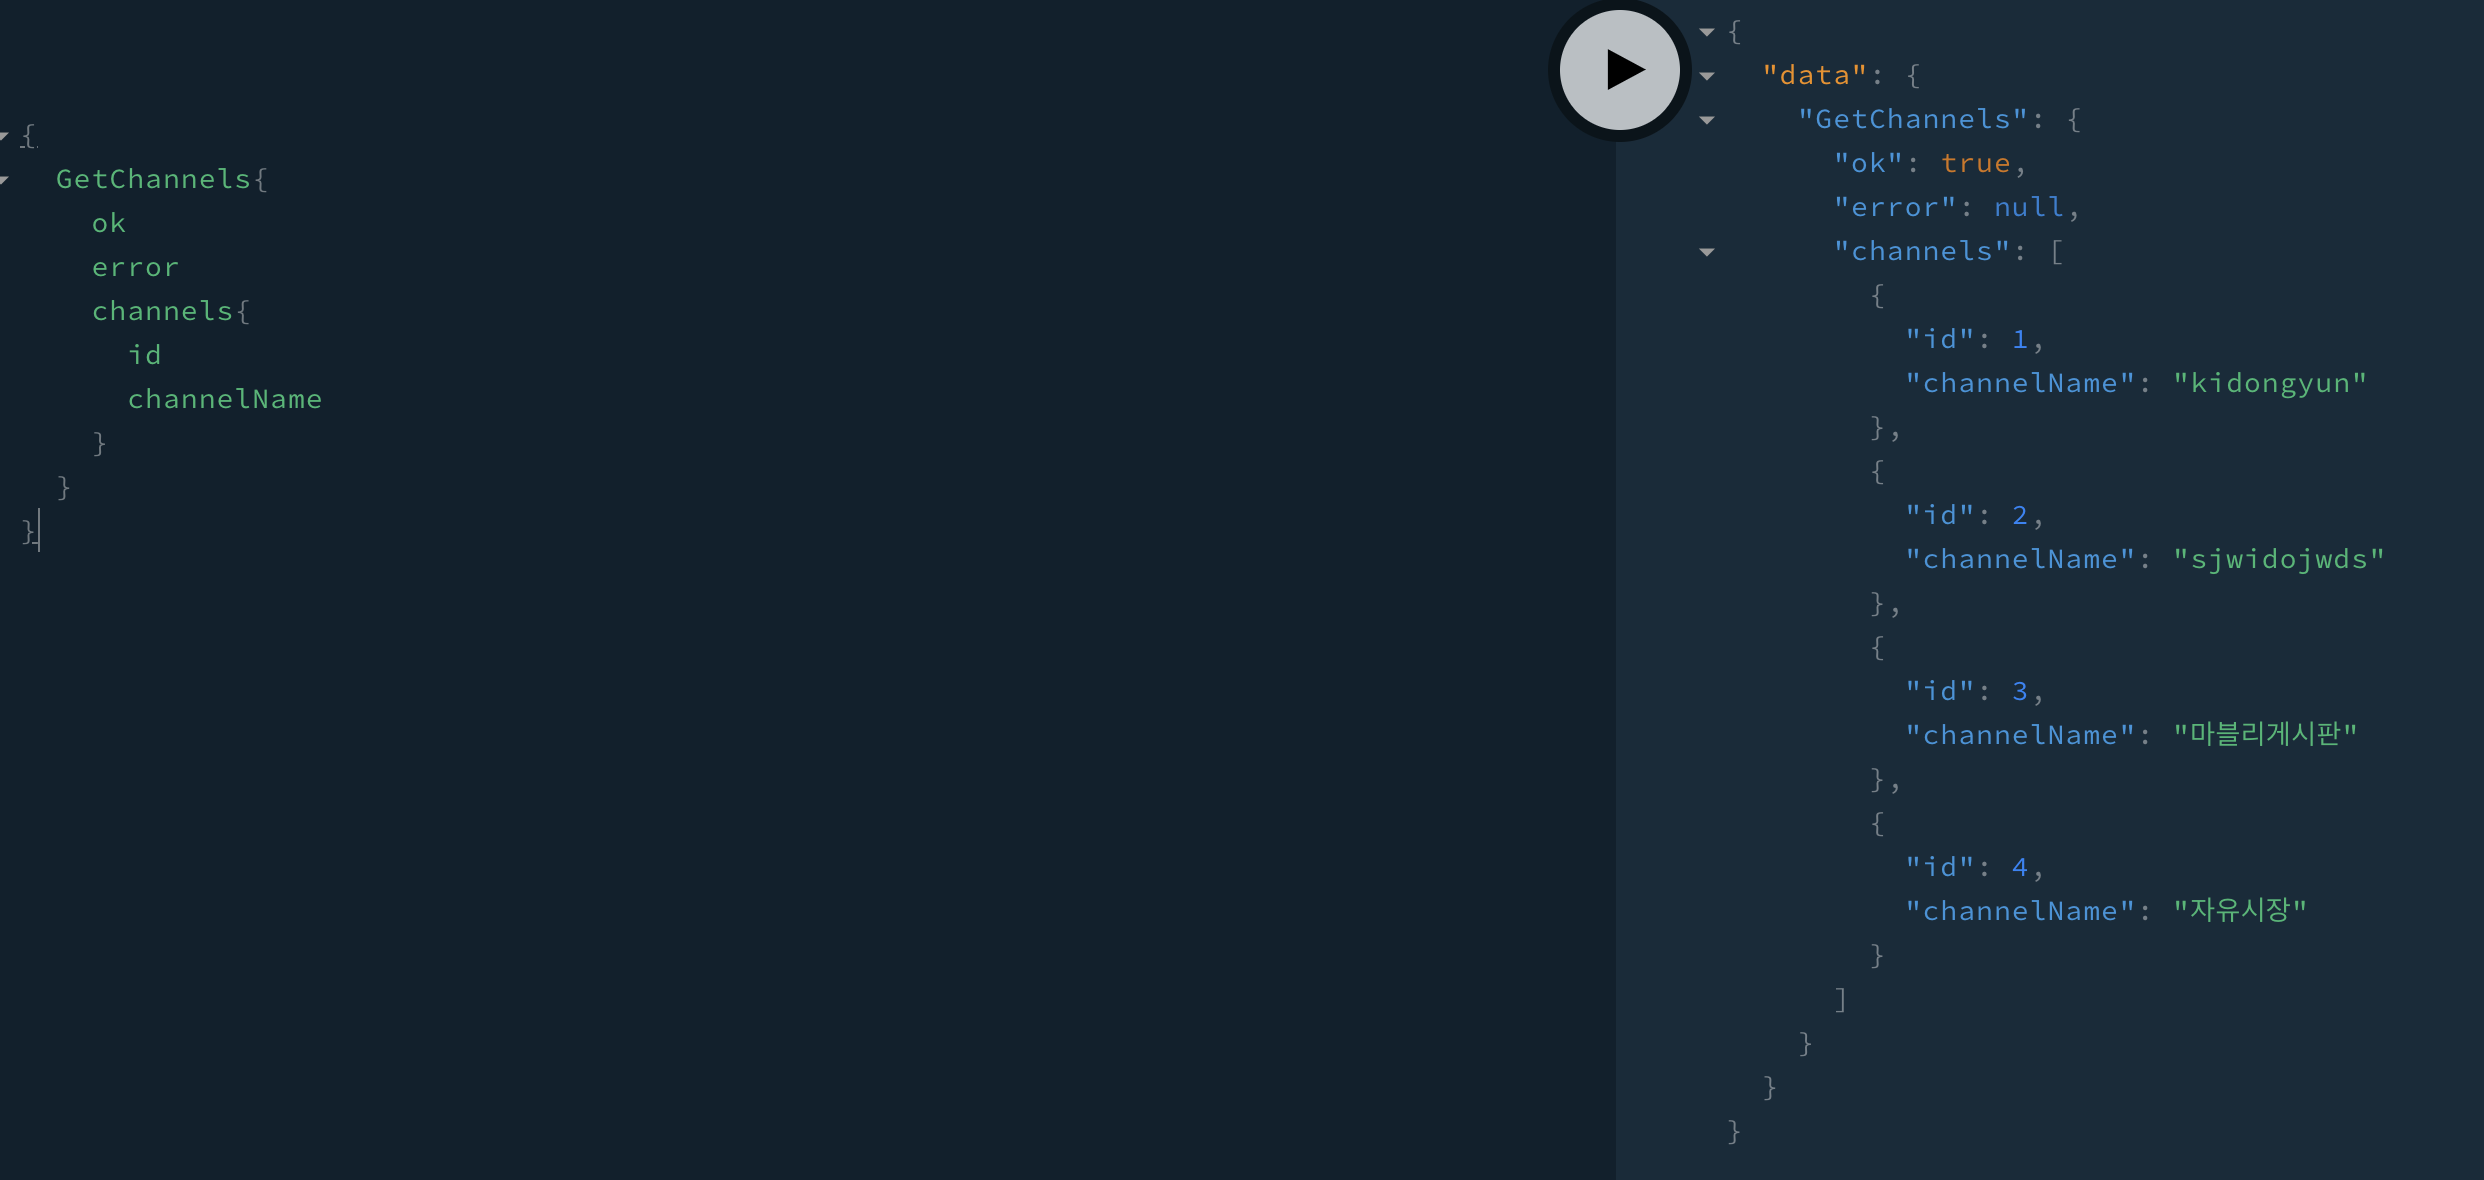 {
  GetChannels{
    ok
    error
    channels{
      id
      channelName
    }
  }
}
{
  "data": {
    "GetChannels": {
      "ok": true,
      "error": null,
      "channels": [
        {
          "id": 1,
          "channelName": "kidongyun"
        },
        {
          "id": 2,
          "channelName": "sjwidojwds"
        },
        {
          "id": 3,
          "channelName": "마블리게시판"
        },
        {
          "id": 4,
          "channelName": "자유시장"
        }
      ]
    }
  }
}